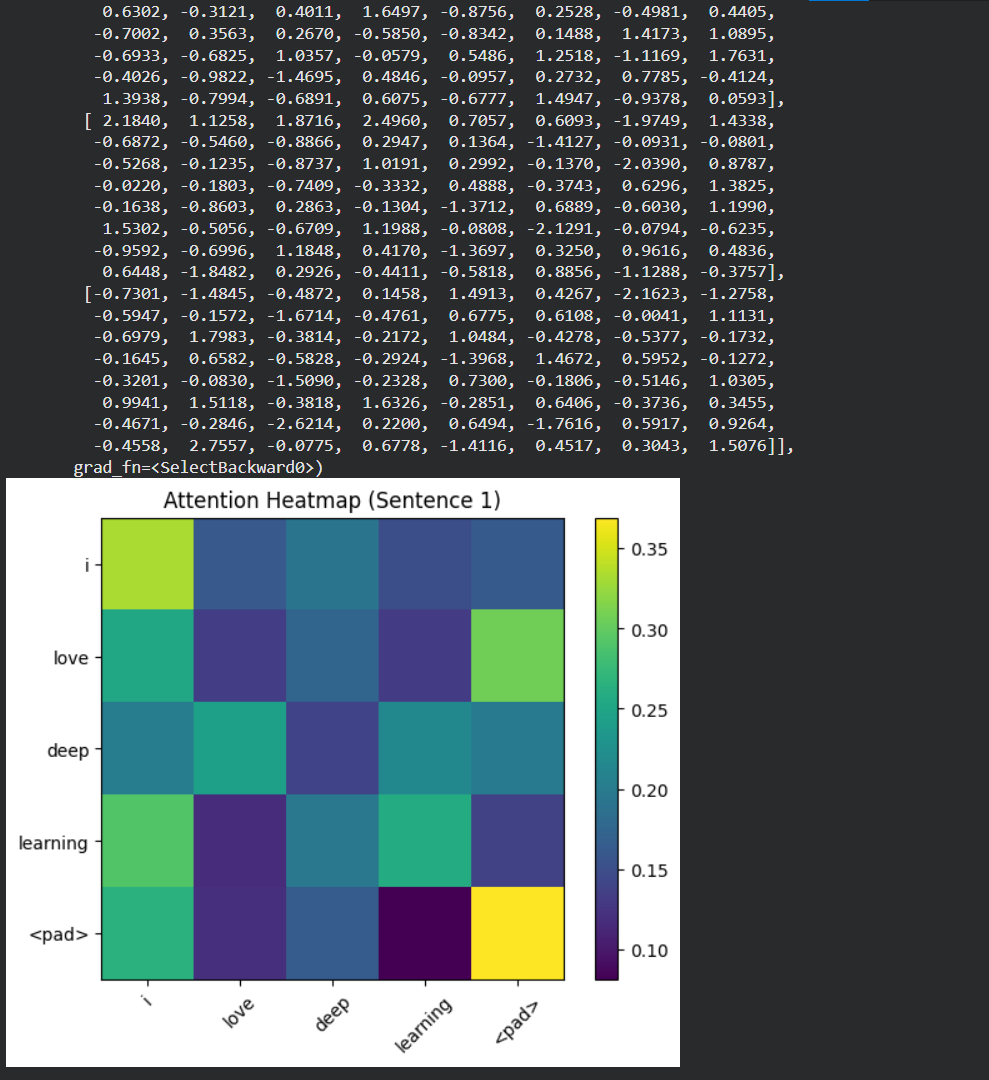 0.6302, -0.3121, 0.4011, 1.6497, -0.8756, 0.2528, -0.4981, 0.4405,
-0.7002, 0.3563, 0.2670, -0.5850, -0.8342, 0.1488, 1.4173, 1.0895,
-0.6933, -0.6825, 1.0357, -0.0579, 0.5486, 1.2518, -1.1169, 1.7631,
-0.4026, -0.9822, -1.4695, 0.4846, -0.0957, 0.2732, 0.7785, -0.4124,
1.3938, -0.7994, -0.6891, 0.6075, -0.6777, 1.4947, -0.9378, 0.0593],
[ 2.1840, 1.1258, 1.8716, 2.4960, 0.7057, 0.6093, -1.9749, 1.4338,
-0.6872, -0.5460, -0.8866, 0.2947, 0.1364, -1.4127, -0.0931, -0.0801,
-0.5268, -0.1235, -0.8737, 1.0191, 0.2992, -0.1370, -2.0390, 0.8787,
-0.0220, -0.1803, -0.7409, -0.3332, 0.4888, -0.3743, 0.6296, 1.3825,
-0.1638, -0.8603, 0.2863, -0.1304, -1.3712, 0.6889, -0.6030, 1.1990,
1.5302, -0.5056, -0.6709, 1.1988, -0.0808, -2.1291, -0.0794, -0.6235,
-0.9592, -0.6996, 1.1848, 0.4170, -1.3697, 0.3250, 0.9616, 0.4836,
0.6448, -1.8482, 0.2926, -0.4411, -0.5818, 0.8856, -1.1288, -0.3757],
[-0.7301, -1.4845, -0.4872, 0.1458, 1.4913, 0.4267, -2.1623, -1.2758,
-0.5947, -0.1572, -1.6714, -0.4761, 0.6775, 0.6108, -0.0041, 1.1131,
-0.6979, 1.7983, -0.3814, -0.2172, 1.0484, -0.4278, -0.5377, -0.1732,
-0.1645, 0.6582, -0.5828, -0.2924, -1.3968, 1.4672, 0.5952, -0.1272,
-0.3201, -0.0830, -1.5090, -0.2328, 0.7300, -0.1806, -0.5146, 1.0305,
0.9941, 1.5118, -0.3818, 1.6326, -0.2851, 0.6406, -0.3736, 0.3455,
-0.4671, -0.2846, -2.6214, 0.2200, 0.6494, -1.7616, 0.5917, 0.9264,
-0.4558, 2.7557, -0.0775, 0.6778, -1.4116, 0.4517, 0.3043, 1.5076]],
grad_fn=<SelectBackward0>)
Attention Heatmap (Sentence 1)
i
love
deep
learning
<pad>
i
love
deep
learning
<pad>
0.35
0.30
0.25
0.20
0.15
0.10